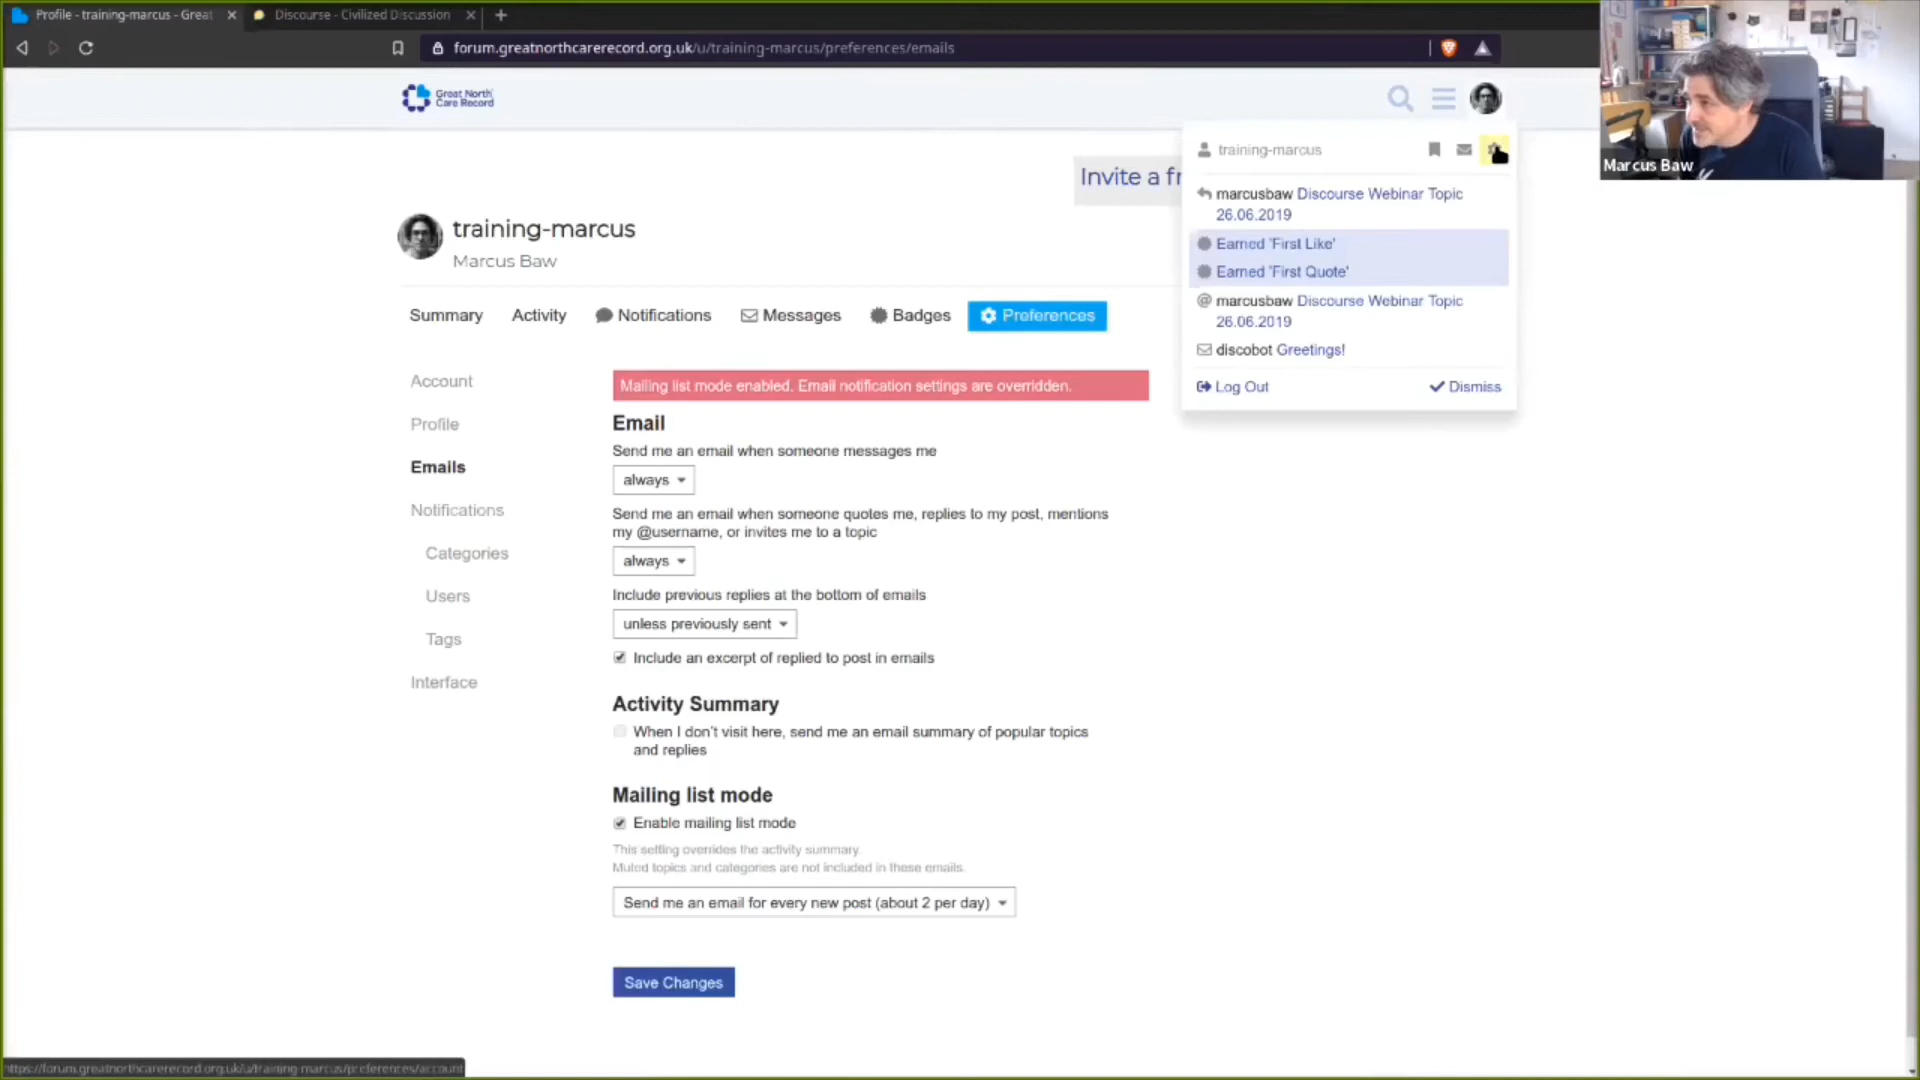 Profile - training-marcus - Great
Discourse - Civilized Discussion
forum.greatnorthcarerecord.org.uk/u/training-marcus/preferences/emails
Great North
Care Record
Marcus Baw
training-marcus
Invite a fr
marcusbaw Discourse Webinar Topic
26.06.2019
Earned 'First Like'
Earned 'First Quote'
marcusbaw Discourse Webinar Topic
26.06.2019
discobot Greetings!
Log Out
Dismiss
training-marcus
Marcus Baw
Summary
Activity
Notifications
Messages
Badges
Preferences
Account
Profile
Emails
Notifications
Categories
Users
Tags
Interface
Mailing list mode enabled. Email notification settings are overridden.
Email
Send me an email when someone messages me
always
Send me an email when someone quotes me, replies to my post, mentions
my @username, or invites me to a topic
always
Include previous replies at the bottom of emails
unless previously sent
Include an excerpt of replied to post in emails
Activity Summary
When I don't visit here, send me an email summary of popular topics
and replies
Mailing list mode
Enable mailing list mode
This setting overrides the activity summary.
Muted topics and categories are not included in these emails.
Send me an email for every new post (about 2 per day)
Save Changes
https://forum.greatnorthcarerecord.org.uk/u/training-marcus/preferences/account